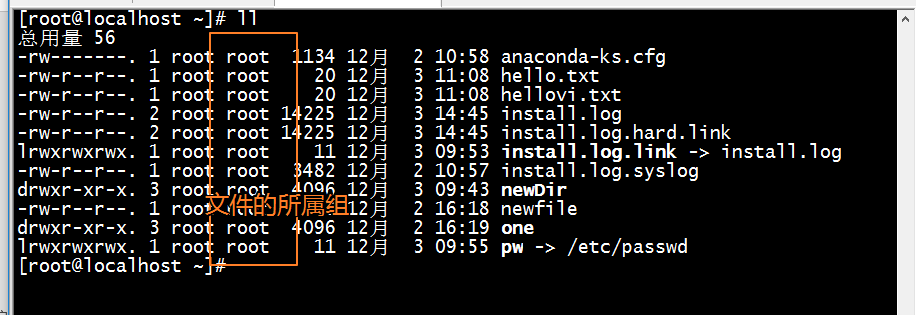 [root@localhost ~]# ll
总用量 56
-rw-------. 1 root root 1134 12月 2 10:58 anaconda-ks.cfg
-rw-r--r--. 1 root root 20 12月 3 11:08 hello.txt
-rw-r--r--. 1 root root 20 12月 3 11:08 hellovi.txt
-rw-r--r--. 2 root root 14225 12月 3 14:45 install.log
-rw-r--r--. 2 root root 14225 12月 3 14:45 install.log.hard.link
lrwxrwxrwx. 1 root root 11 12月 3 09:53 install.log.link -> install.log
-rw-r--r--. 1 root root 3482 12月 2 10:57 install.log.syslog
drwxr-xr-x. 3 root root 4096 12月 3 09:43 newDir
-rw-r--r--. 1 root root 12月 2 16:18 newfile
文件的所属组
drwxr-xr-x. 3 root root 4096 12月 2 16:19 one
lrwxrwxrwx. 1 root root 11 12月 3 09:55 pw -> /etc/passwd
[root@localhost ~]#